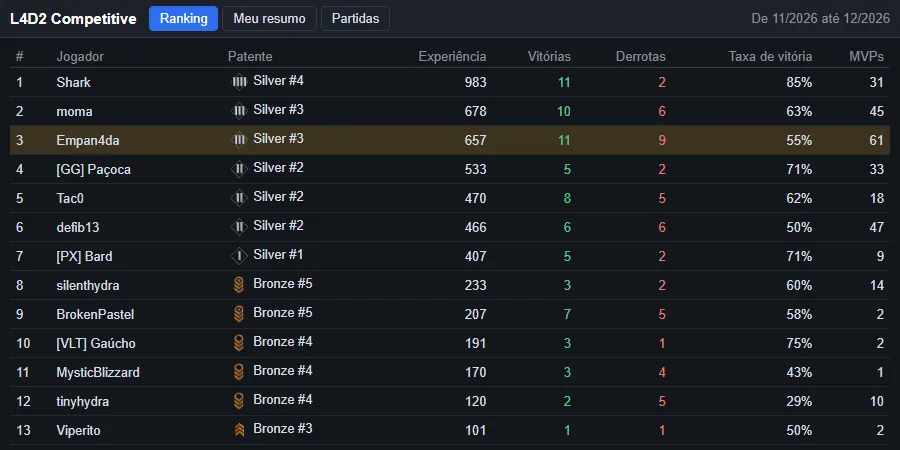 L4D2 Competitive Ranking Meu resumo Partidas De 11/2026 até 12/2026
# Jogador Patente Experiência Vitórias Derrotas Taxa de vitória MVPs
1 Shark Silver #4 983 11 2 85% 31
2 moma Silver #3 678 10 6 63% 45
3 Empan4da Silver #3 657 11 9 55% 61
4 [GG] Paçoca Silver #2 533 5 2 71% 33
5 Tac0 Silver #2 470 8 5 62% 18
6 defib13 Silver #2 466 6 6 50% 47
7 [PX] Bard Silver #1 407 5 2 71% 9
8 silenthydra Bronze #5 233 3 2 60% 14
9 BrokenPastel Bronze #5 207 7 5 58% 2
10 [VLT] Gaúcho Bronze #4 191 3 1 75% 2
11 MysticBlizzard Bronze #4 170 3 4 43% 1
12 tinyhydra Bronze #4 120 2 5 29% 10
13 Viperito Bronze #3 101 1 1 50% 2